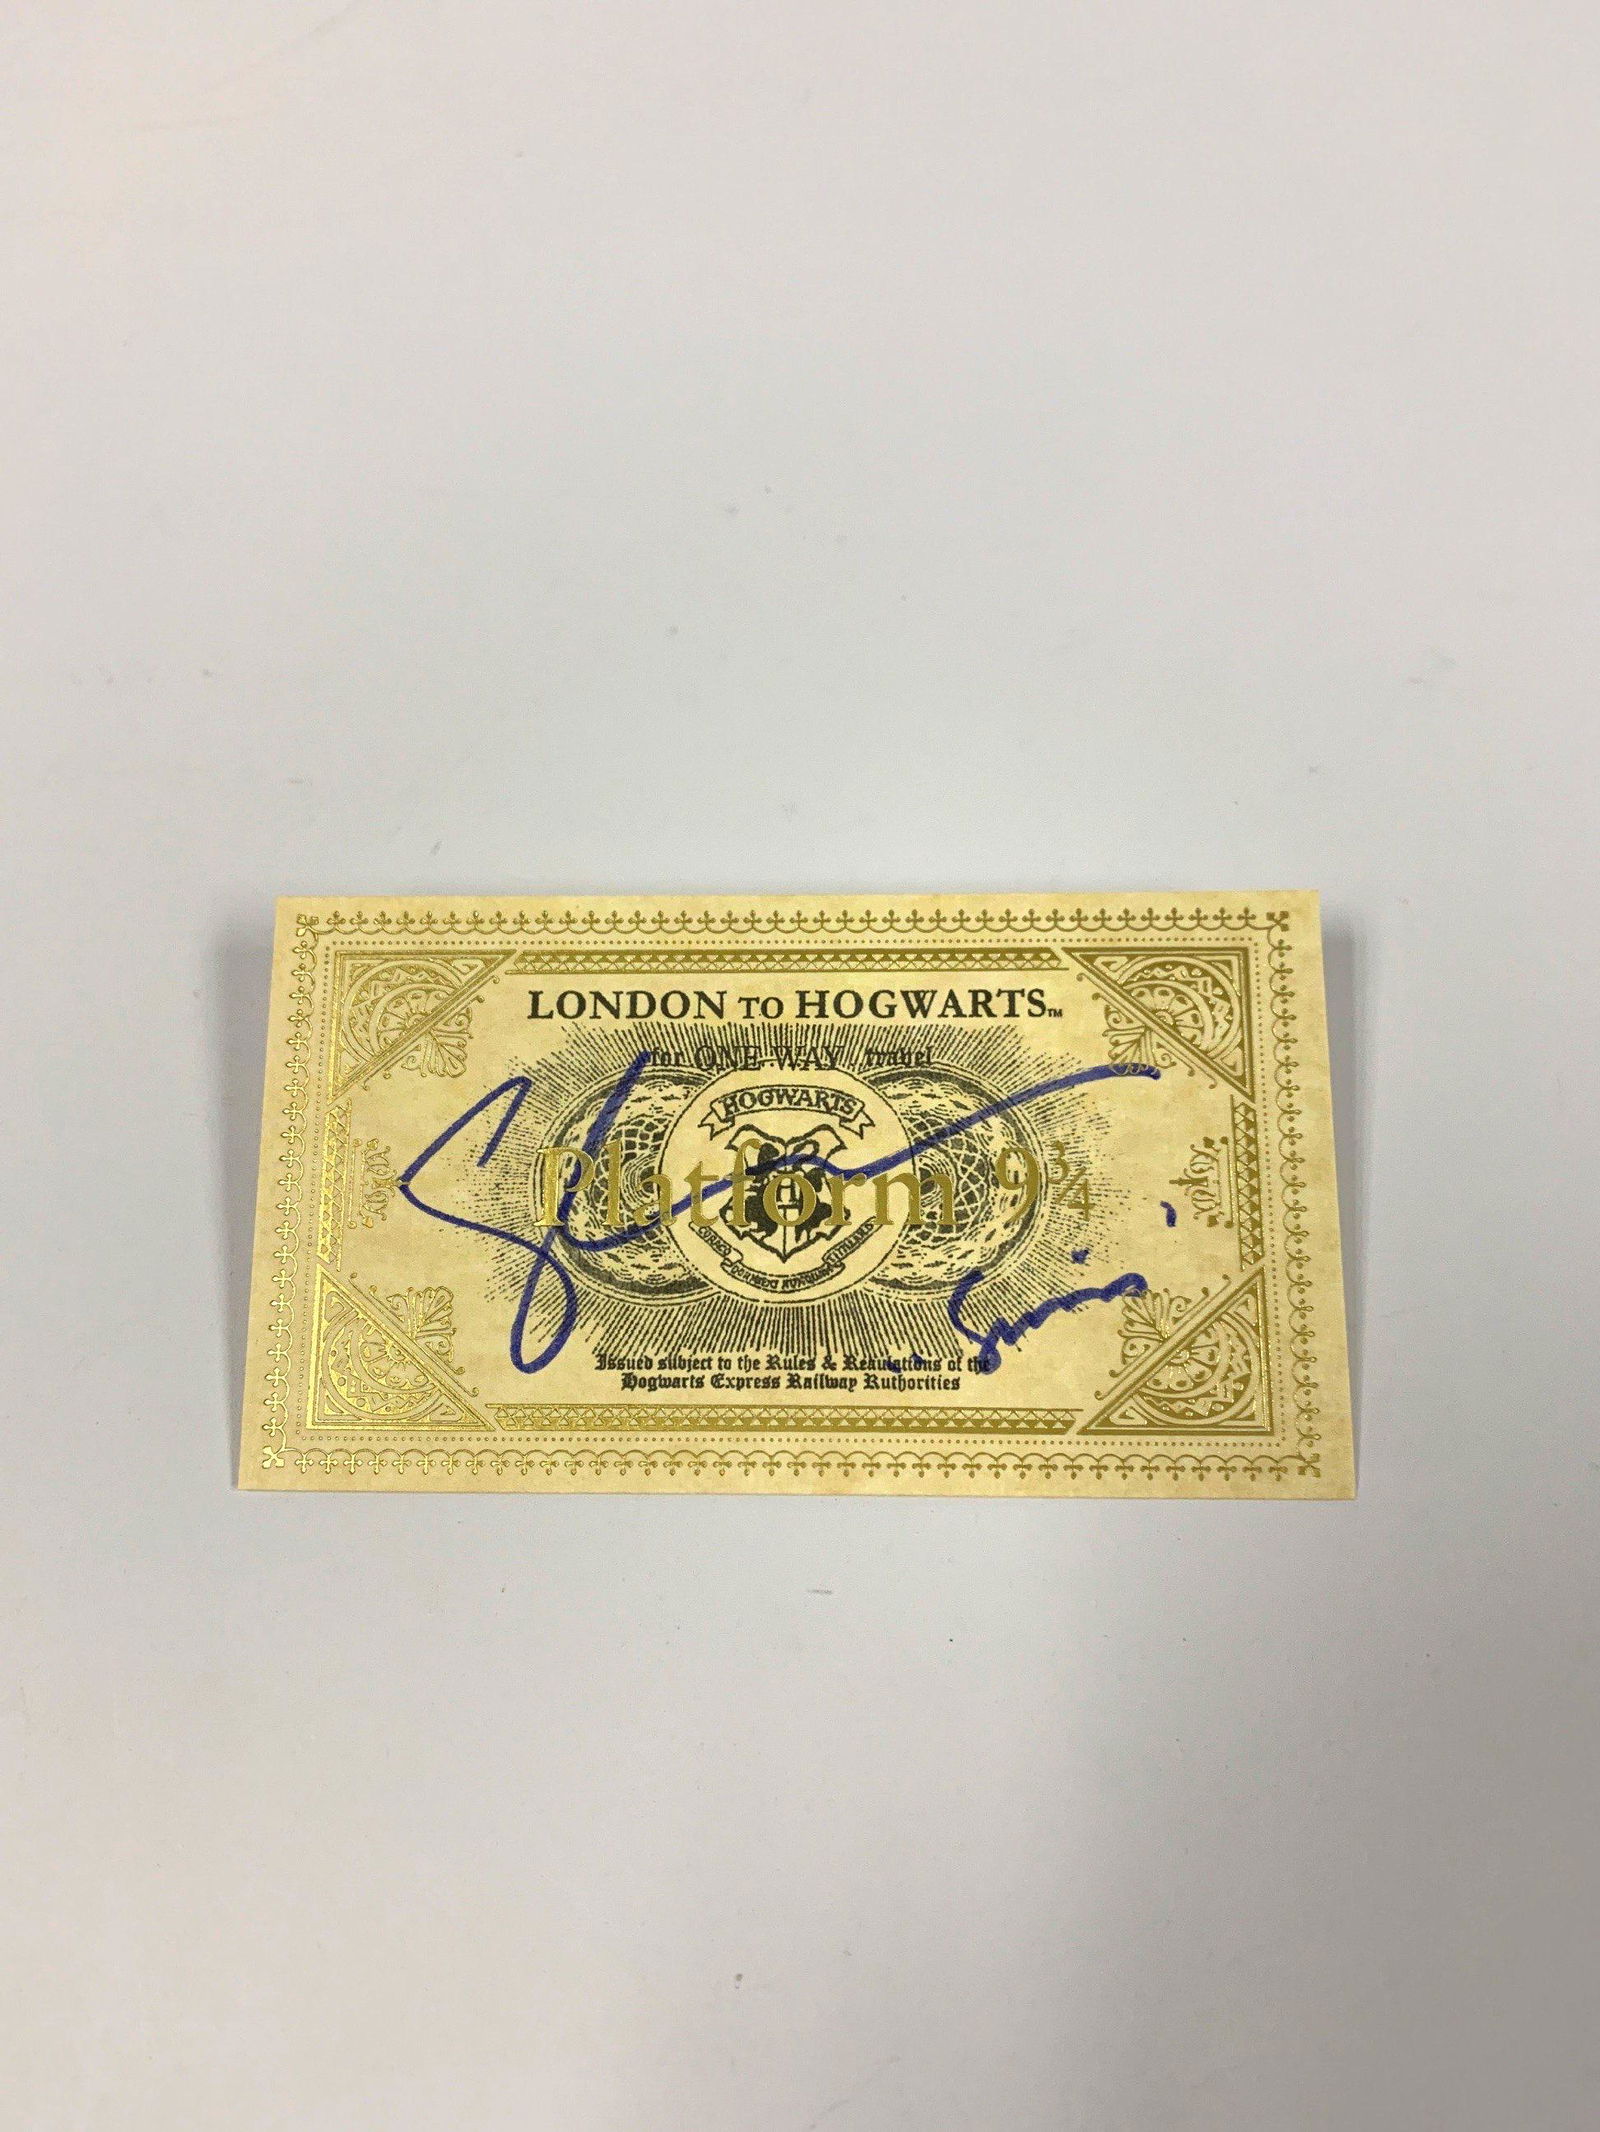 LONDON TO HOGWARTS™
for ONE WAY travel
HOGWARTS
Platform 9¾
H
Issued subject to the Rules & Regulations of the
Hogwarts Express Railway Authorities